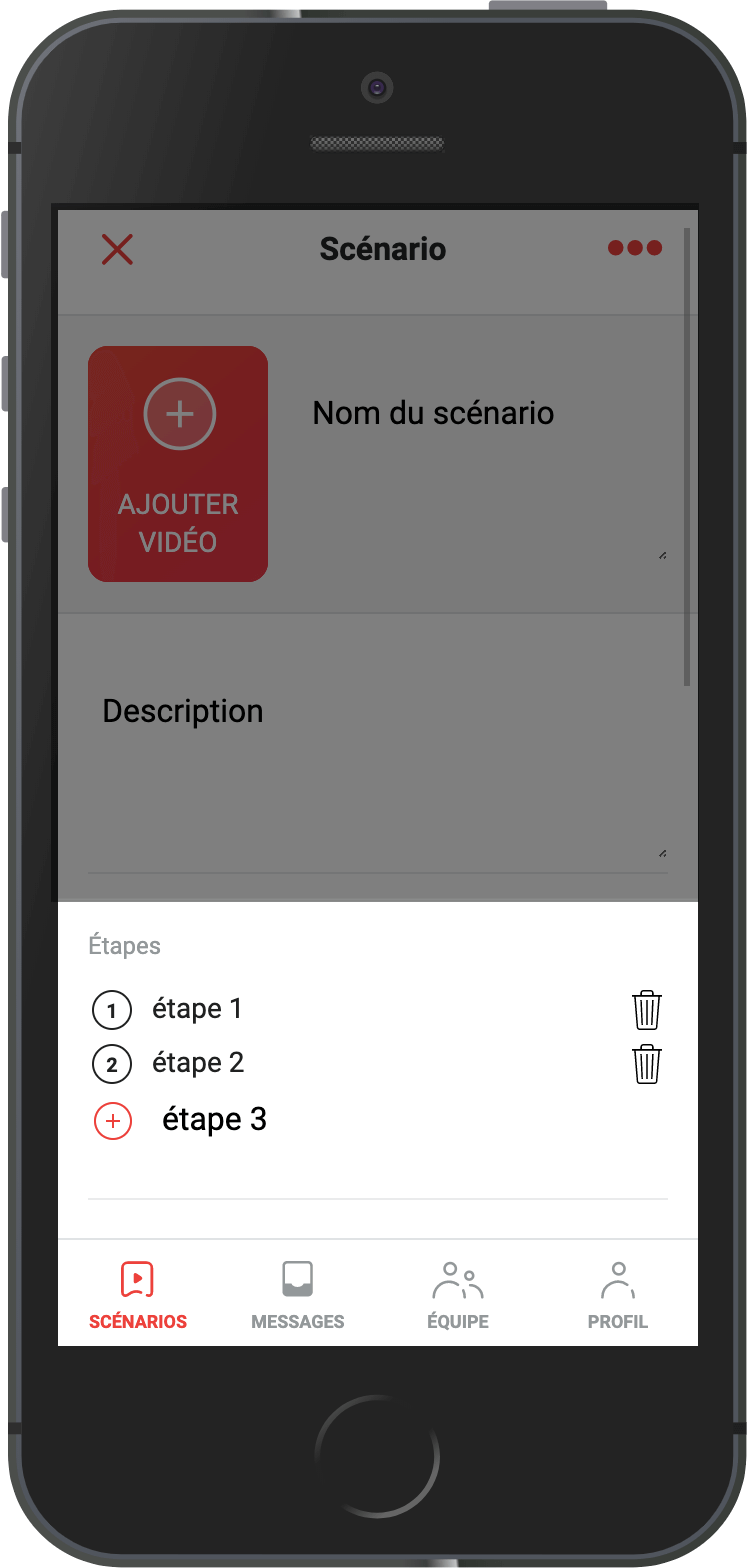 Scénario
AJOUTER
VIDÉO
Nom du scénario
Description
Étapes
1 étape 1
2 étape 2
étape 3
SCÉNARIOS MESSAGES ÉQUIPE PROFIL